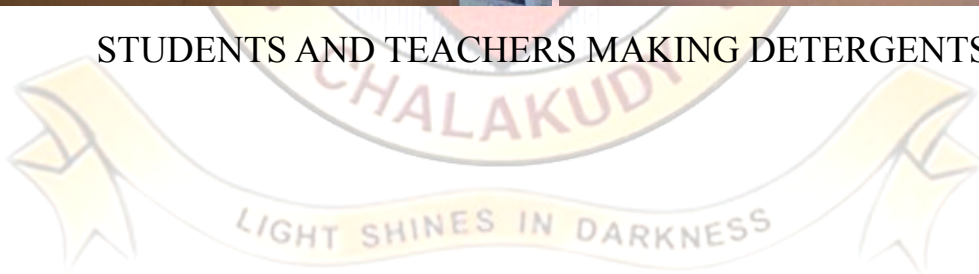 STUDENTS AND TEACHERS MAKING DETERGENTS
CHALAKUDY
LIGHT SHINES IN DARKNESS